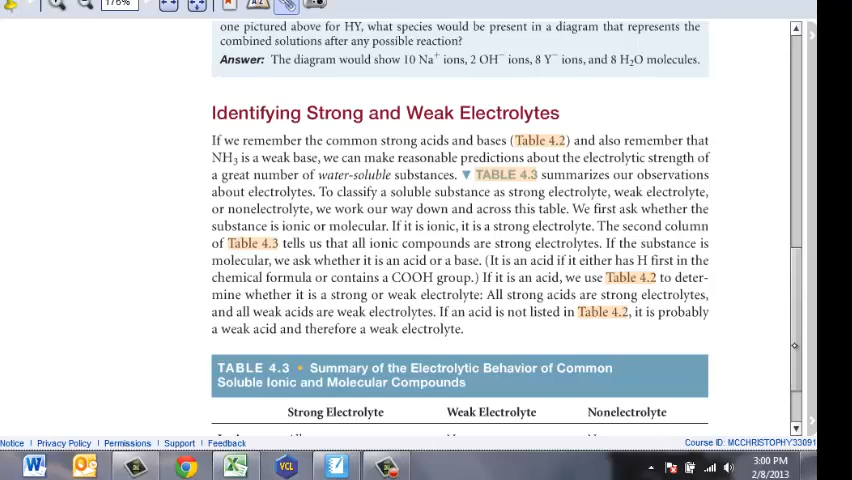 176%
one pictured above for HY, what species would be present in a diagram that represents the
combined solutions after any possible reaction?
Answer: The diagram would show 10 Na⁺ ions, 2 OH⁻ ions, 8 Y⁻ ions, and 8 H₂O molecules.
Identifying Strong and Weak Electrolytes
If we remember the common strong acids and bases (Table 4.2) and also remember that
NH₃ is a weak base, we can make reasonable predictions about the electrolytic strength of
a great number of water-soluble substances. ▼ TABLE 4.3 summarizes our observations
about electrolytes. To classify a soluble substance as strong electrolyte, weak electrolyte,
or nonelectrolyte, we work our way down and across this table. We first ask whether the
substance is ionic or molecular. If it is ionic, it is a strong electrolyte. The second column
of Table 4.3 tells us that all ionic compounds are strong electrolytes. If the substance is
molecular, we ask whether it is an acid or a base. (It is an acid if it either has H first in the
chemical formula or contains a COOH group.) If it is an acid, we use Table 4.2 to deter-
mine whether it is a strong or weak electrolyte: All strong acids are strong electrolytes,
and all weak acids are weak electrolytes. If an acid is not listed in Table 4.2, it is probably
a weak acid and therefore a weak electrolyte.
TABLE 4.3 • Summary of the Electrolytic Behavior of Common
Soluble Ionic and Molecular Compounds
Strong Electrolyte Weak Electrolyte Nonelectrolyte
Notice | Privacy Policy | Permissions | Support | Feedback
Course ID: MCCHRISTOPHY33091
VCL
3:00 PM
2/8/2013